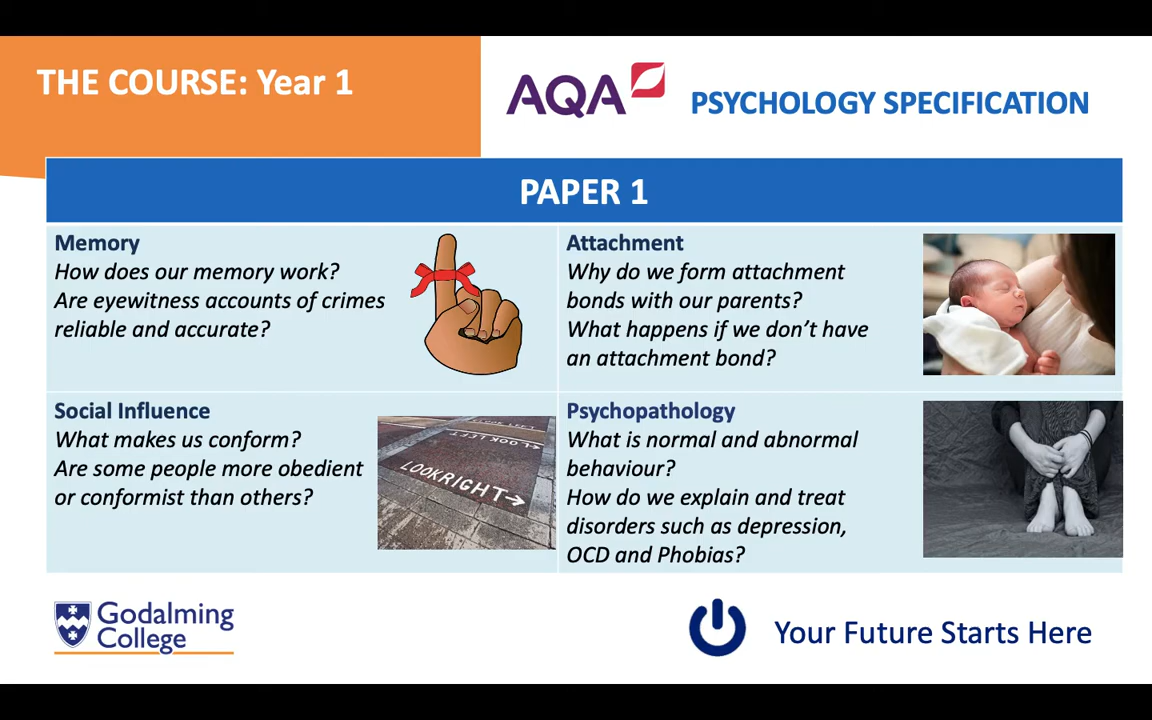 THE COURSE: Year 1
AQA
PSYCHOLOGY SPECIFICATION
PAPER 1
Memory
How does our memory work?
Are eyewitness accounts of crimes
reliable and accurate?
Attachment
Why do we form attachment
bonds with our parents?
What happens if we don't have
an attachment bond?
Social Influence
What makes us conform?
Are some people more obedient
or conformist than others?
LOOK LEFT
LOOK RIGHT
Psychopathology
What is normal and abnormal
behaviour?
How do we explain and treat
disorders such as depression,
OCD and Phobias?
Godalming
College
Your Future Starts Here